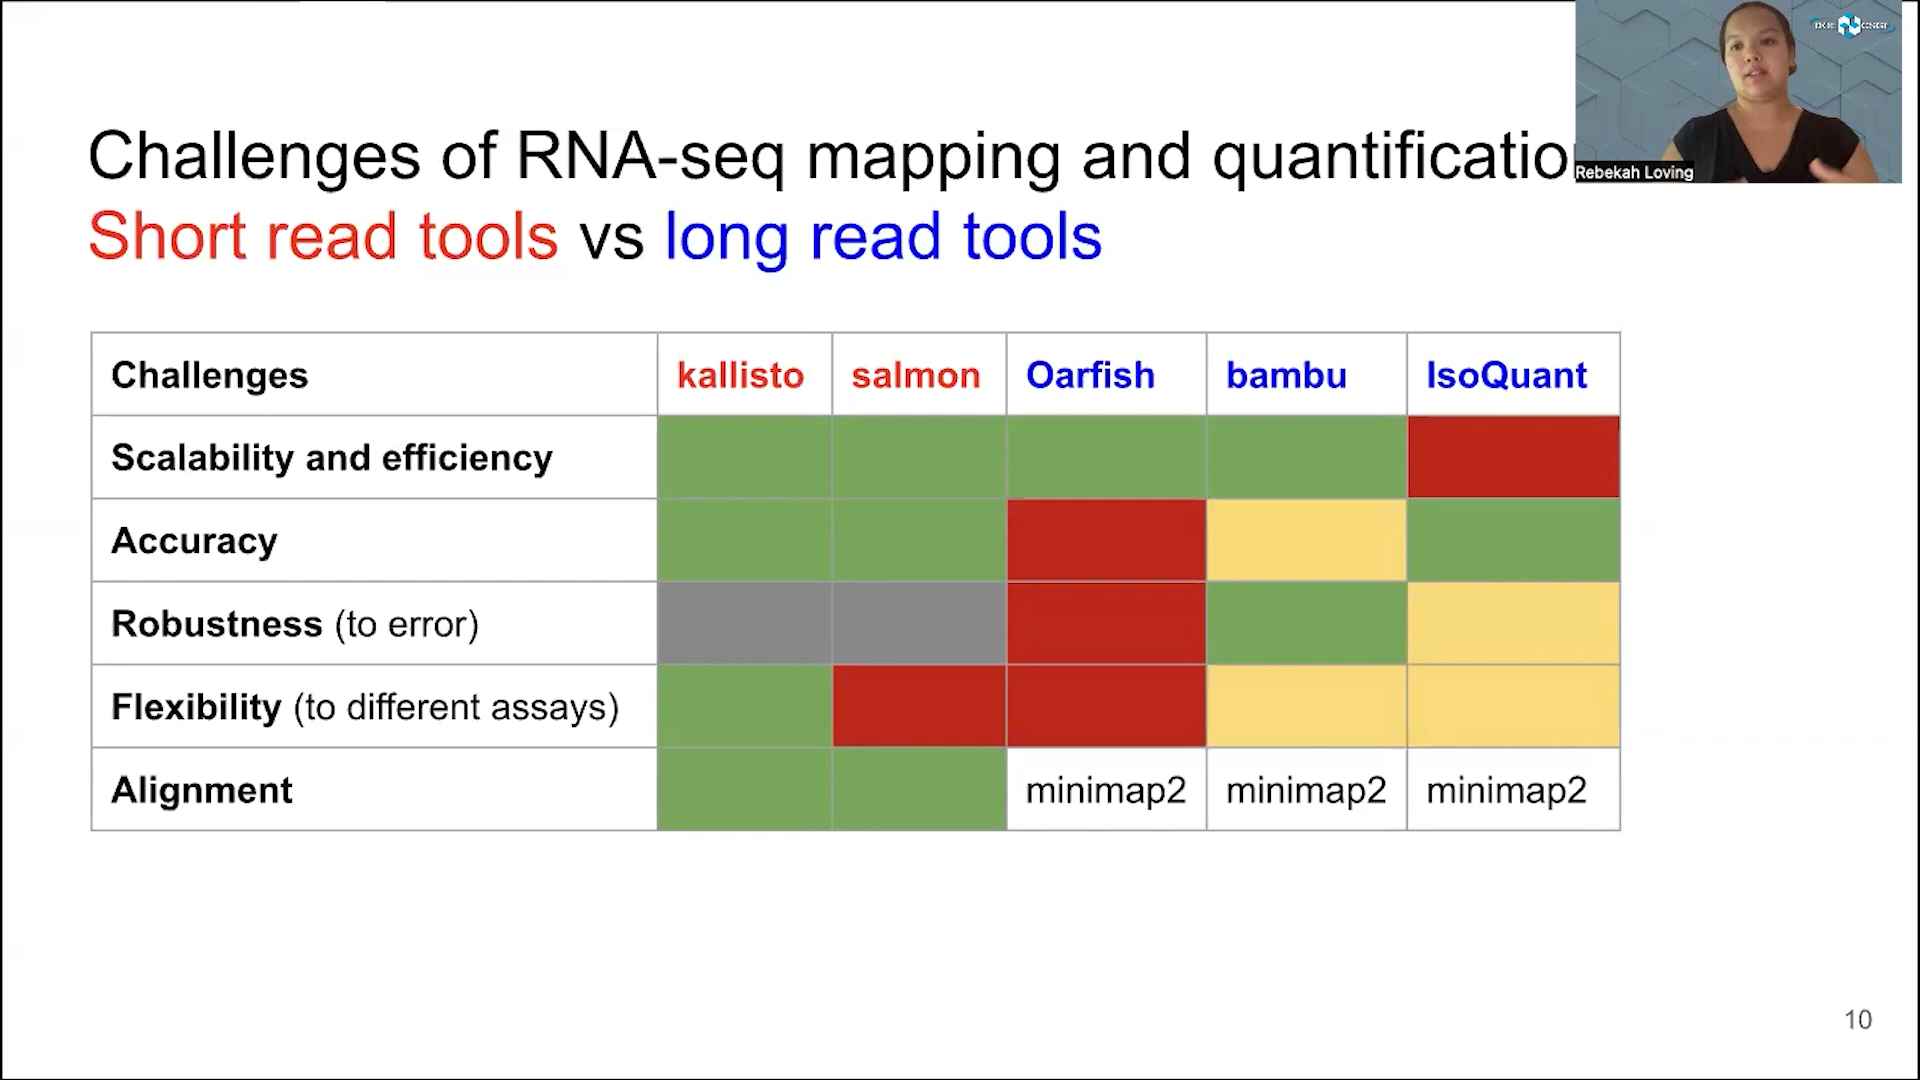 Challenges of RNA-seq mapping and quantificatio
Short read tools vs long read tools
Rebekah Loving
Challenges kallisto salmon Oarfish bambu IsoQuant
Scalability and efficiency
Accuracy
Robustness (to error)
Flexibility (to different assays)
Alignment minimap2 minimap2 minimap2
10